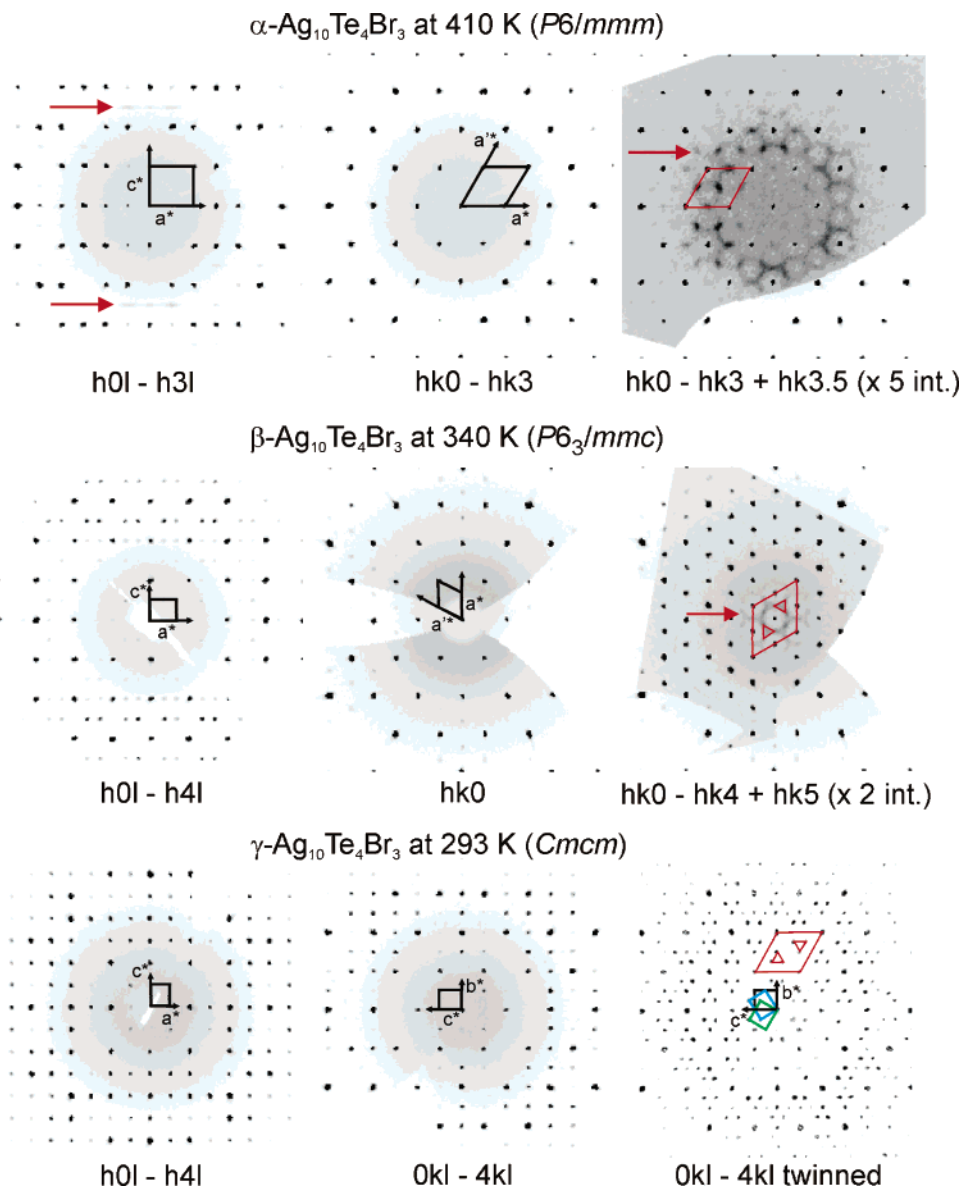 α-Ag₁₀Te₄Br₃ at 410 K (P6/mmm)
c*
a*
a'*
a*
h0l - h3l
hk0 - hk3
hk0 - hk3 + hk3.5 (x 5 int.)
β-Ag₁₀Te₄Br₃ at 340 K (P6₃/mmc)
c*
a*
a*
a'*
h0l - h4l
hk0
hk0 - hk4 + hk5 (x 2 int.)
γ-Ag₁₀Te₄Br₃ at 293 K (Cmcm)
c*
a*
b*
c*
b*
c*
h0l - h4l
0kl - 4kl
0kl - 4kl twinned